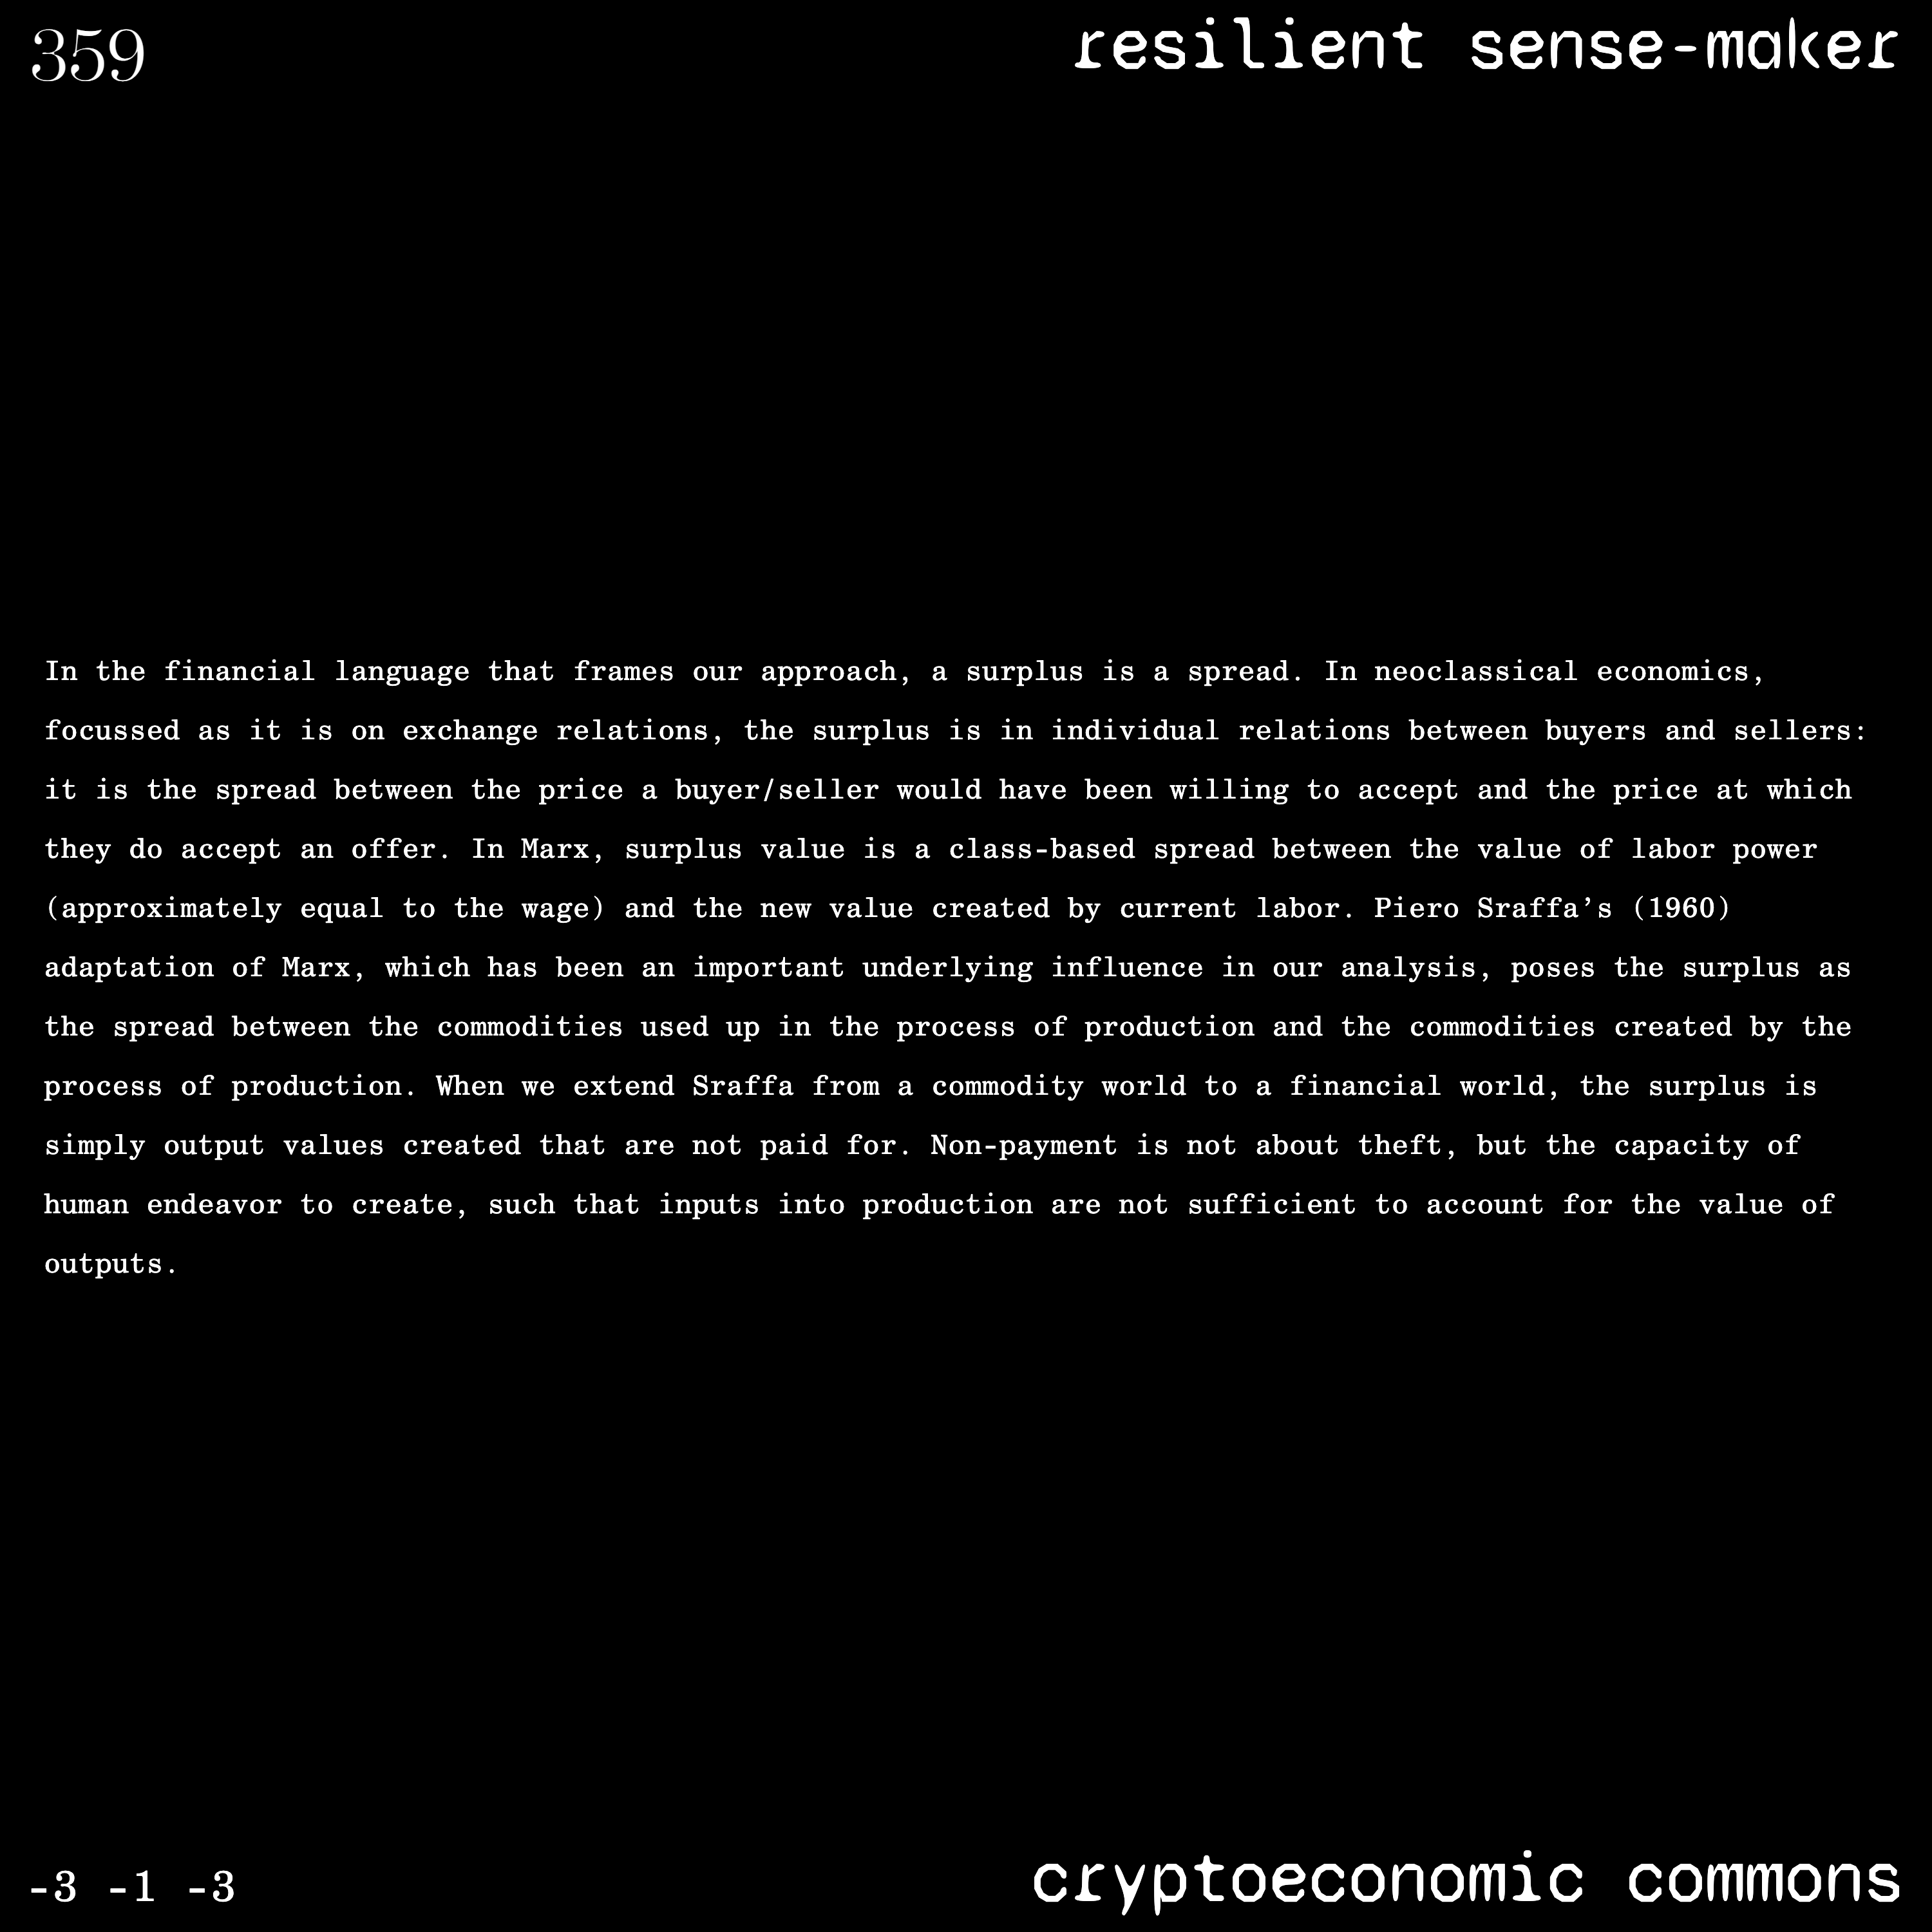 359
resilient sense-maker
In the financial language that frames our approach, a surplus is a spread. In neoclassical economics,
focussed as it is on exchange relations, the surplus is in individual relations between buyers and sellers:
it is the spread between the price a buyer/seller would have been willing to accept and the price at which
they do accept an offer. In Marx, surplus value is a class-based spread between the value of labor power
(approximately equal to the wage) and the new value created by current labor. Piero Sraffa’s (1960)
adaptation of Marx, which has been an important underlying influence in our analysis, poses the surplus as
the spread between the commodities used up in the process of production and the commodities created by the
process of production. When we extend Sraffa from a commodity world to a financial world, the surplus is
simply output values created that are not paid for. Non-payment is not about theft, but the capacity of
human endeavor to create, such that inputs into production are not sufficient to account for the value of
outputs.
-3 -1 -3
cryptoeconomic commons